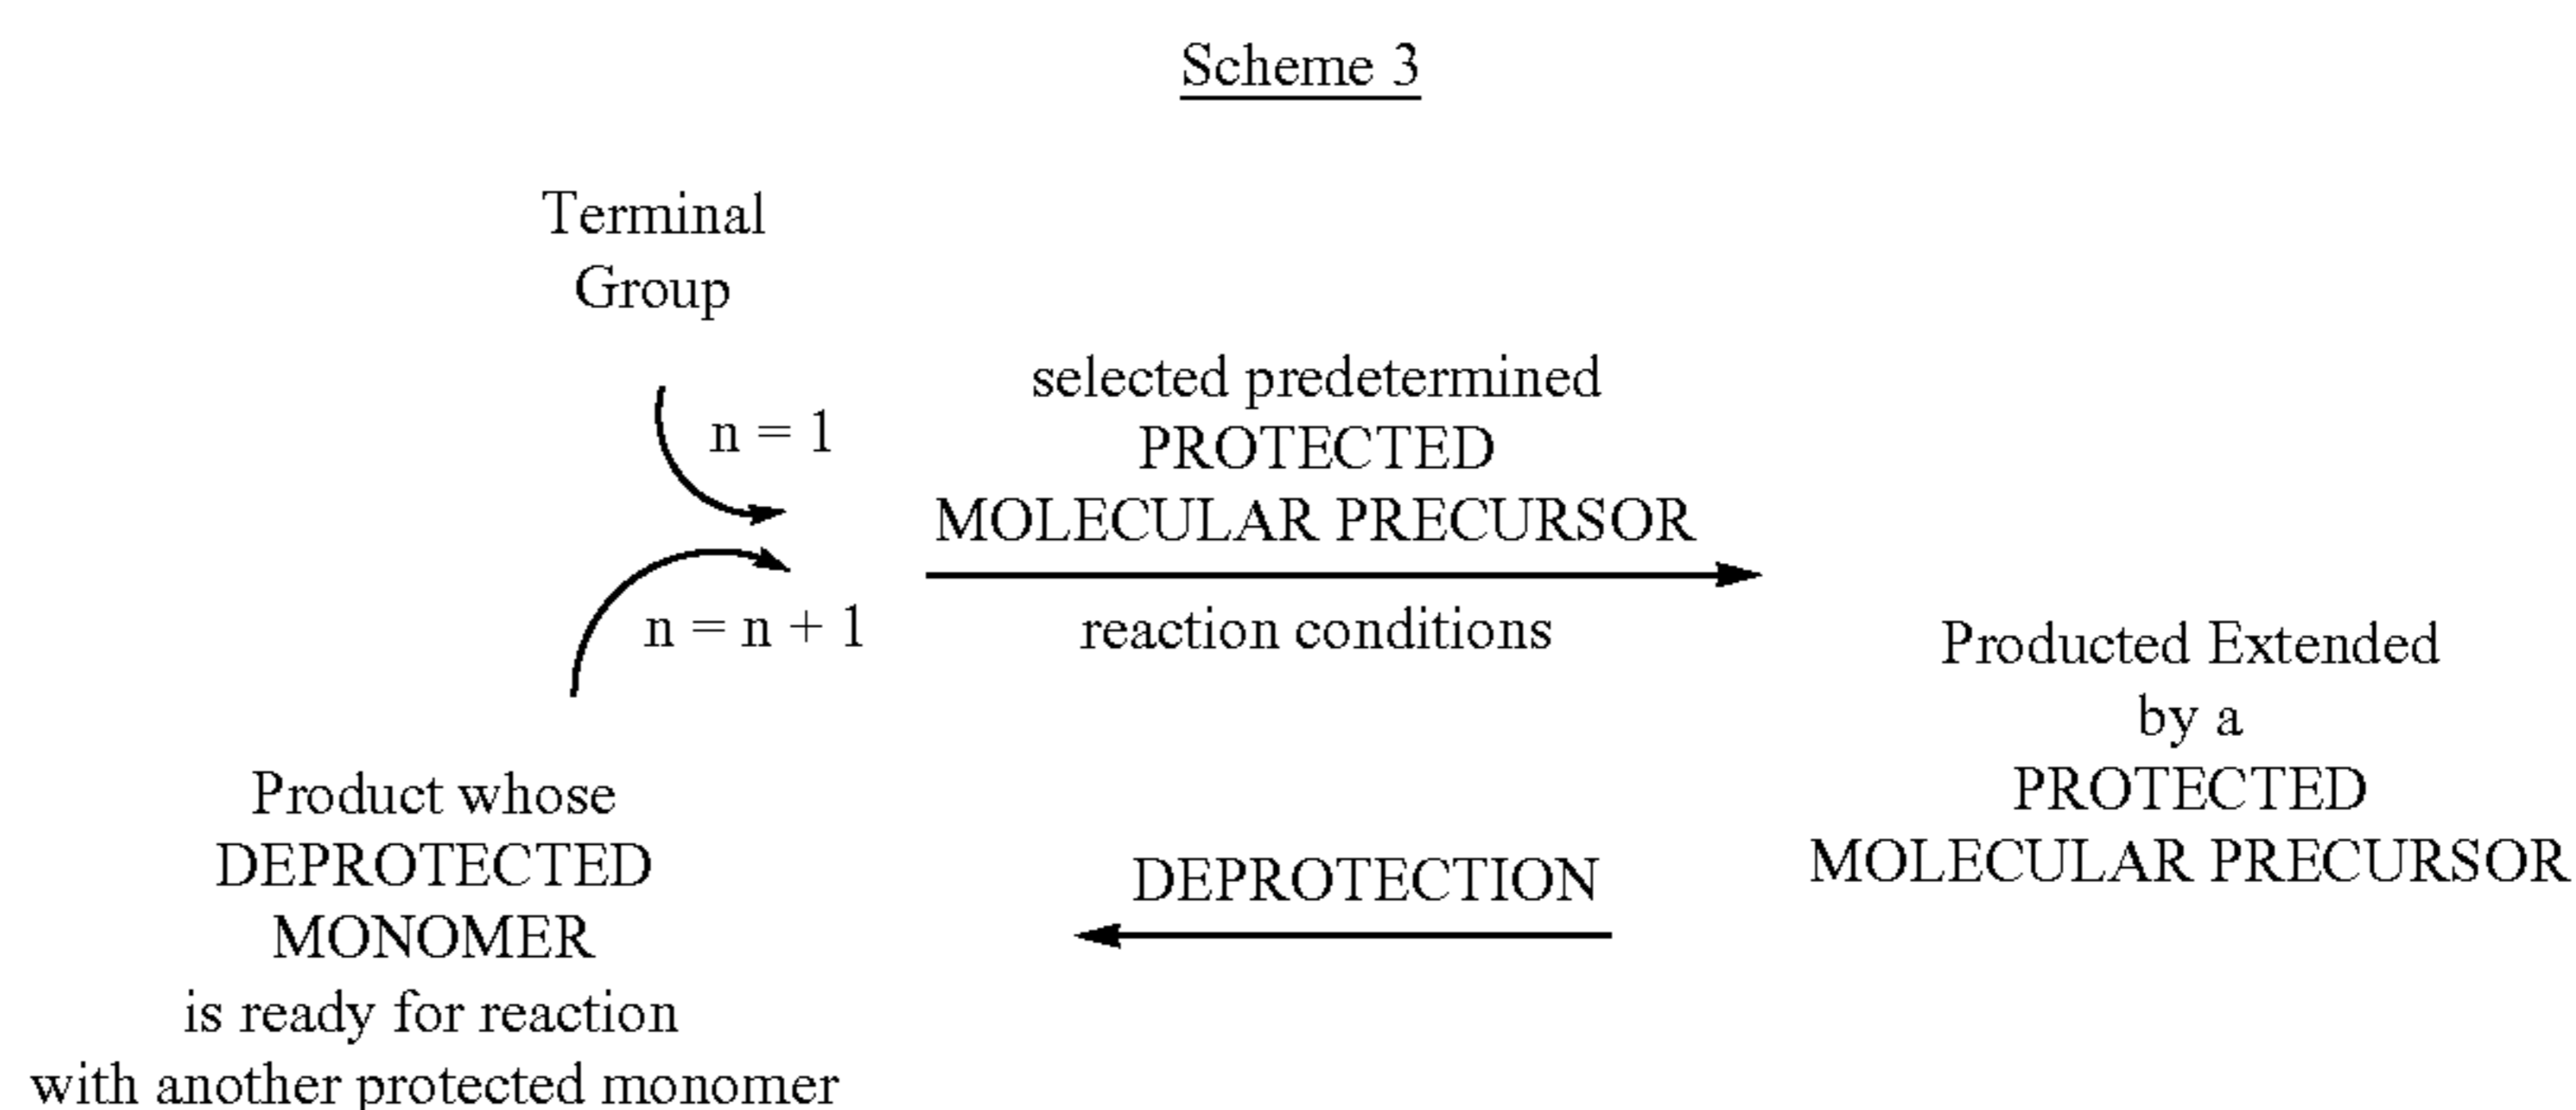 Scheme 3
Terminal
Group
n = 1
selected predetermined
PROTECTED
MOLECULAR PRECURSOR
n = n + 1
reaction conditions
Producted Extended
by a
PROTECTED
MOLECULAR PRECURSOR
DEPROTECTION
Product whose
DEPROTECTED
MONOMER
is ready for reaction
with another protected monomer